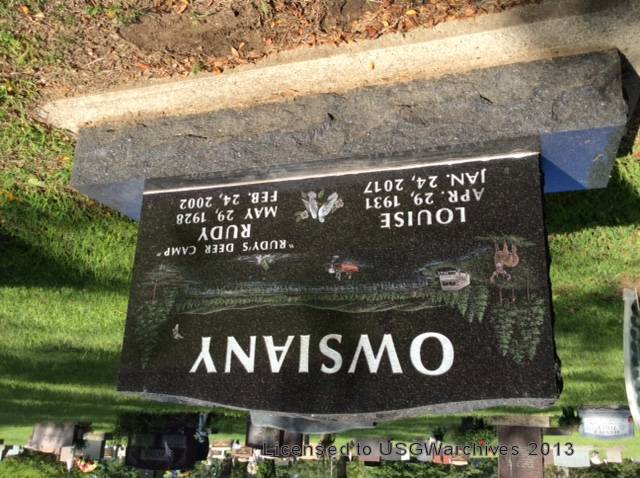 OWSIANY
"RUDY'S DEER CAMP"
LOUISE
APR. 29, 1931
JAN. 24, 2017
RUDY
MAY 29, 1928
FEB. 24, 2002
Licensed to USGWarchives 2013